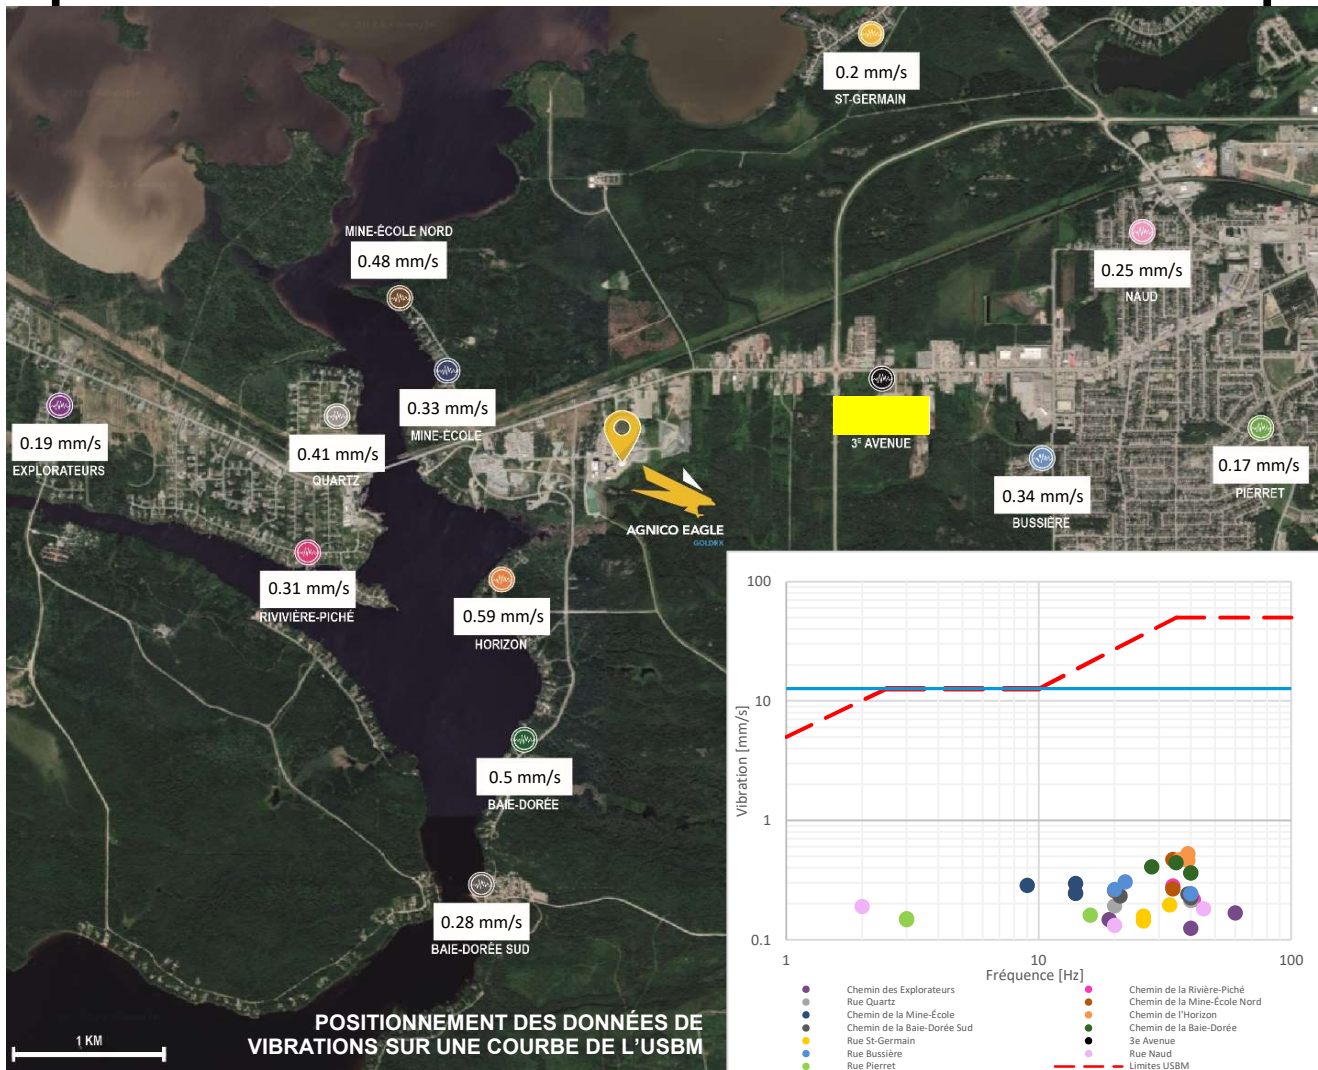 0.2 mm/s
ST-GERMAIN
MINE-ÉCOLE NORD
0.48 mm/s
0.25 mm/s
NAUD
0.33 mm/s
MINE-ÉCOLE
0.19 mm/s
EXPLORATEURS
0.41 mm/s
QUARTZ
3E AVENUE
0.34 mm/s
BUSSIÈRE
0.17 mm/s
PIERRET
AGNICO EAGLE
GOLDEX
0.31 mm/s
RIVIVIÈRE-PICHÉ
0.59 mm/s
HORIZON
0.5 mm/s
BAIE-DORÉE
0.28 mm/s
BAIE-DORÉE SUD
POSITIONNEMENT DES DONNÉES DE
VIBRATIONS SUR UNE COURBE DE L'USBM
1 KM
100
10
1
0.1
Vibration [mm/s]
1
10
100
Fréquence [Hz]
Chemin des Explorateurs
Chemin de la Rivière-Piché
Rue Quartz
Chemin de la Mine-École Nord
Chemin de la Mine-École
Chemin de l'Horizon
Chemin de la Baie-Dorée Sud
Chemin de la Baie-Dorée
Rue St-Germain
3e Avenue
Rue Bussière
Rue Naud
Rue Pierret
Limites USBM